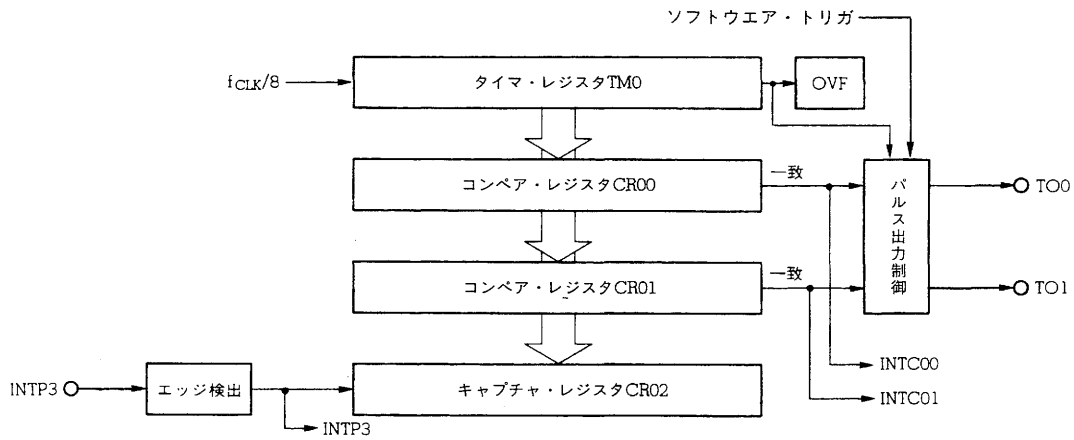 ソフトウエア・トリガ
fCLK/8
タイマ・レジスタTM0
OVF
コンペア・レジスタCR00
一致
パルス出力制御
TO0
コンペア・レジスタCR01
一致
TO1
INTC00
INTP3
エッジ検出
キャプチャ・レジスタCR02
INTC01
INTP3